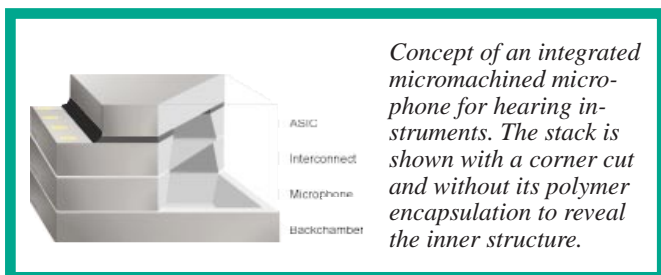 ASIC
Interconnect
Microphone
Backchamber
Concept of an integrated
micromachined micro-
phone for hearing in-
struments. The stack is
shown with a corner cut
and without its polymer
encapsulation to reveal
the inner structure.